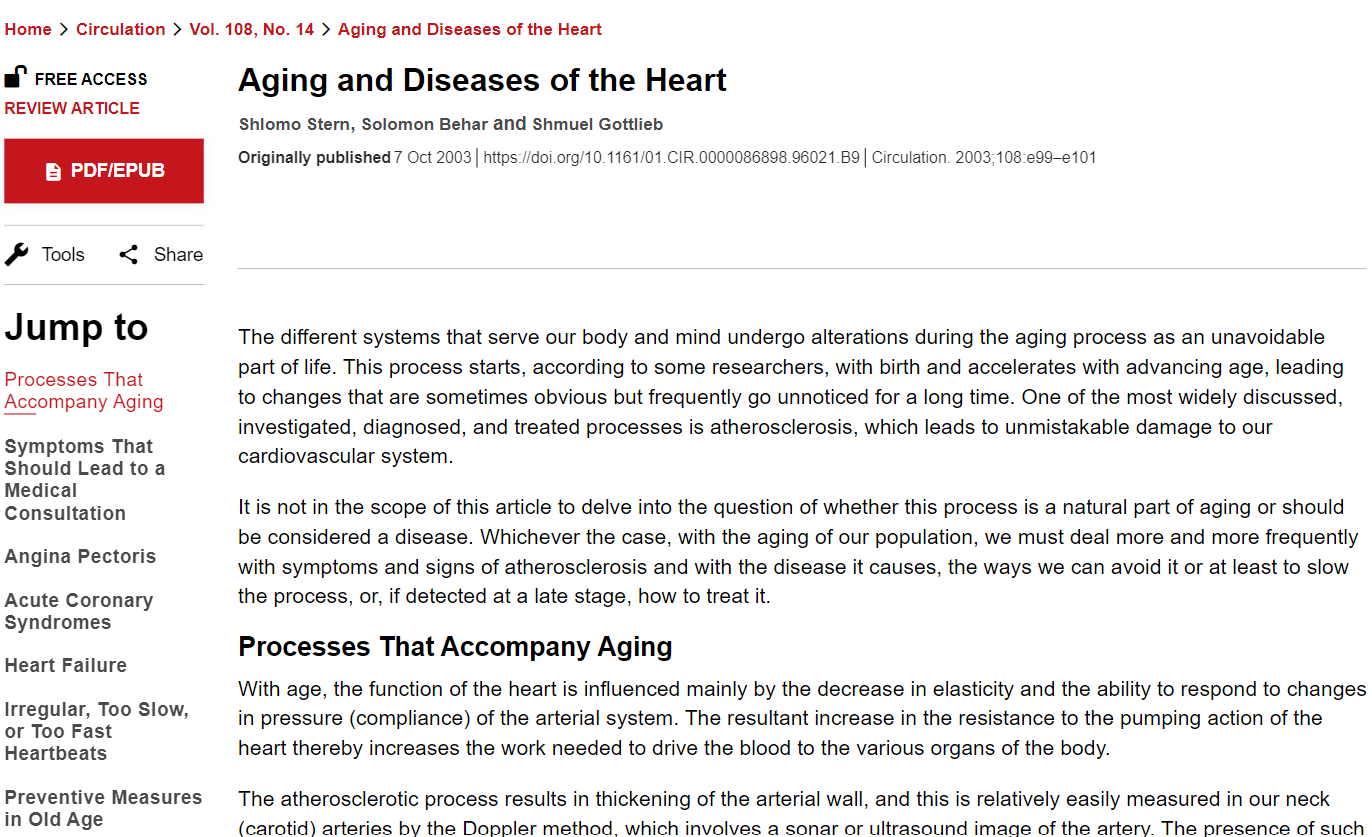 Home > Circulation > Vol. 108, No. 14 > Aging and Diseases of the Heart
FREE ACCESS
REVIEW ARTICLE
PDF/EPUB
Tools
Share
Jump to
Processes That
Accompany Aging
Symptoms That
Should Lead to a
Medical
Consultation
Angina Pectoris
Acute Coronary
Syndromes
Heart Failure
Irregular, Too Slow,
or Too Fast
Heartbeats
Preventive Measures
in Old Age
Aging and Diseases of the Heart
Shlomo Stern, Solomon Behar and Shmuel Gottlieb
Originally published 7 Oct 2003 | https://doi.org/10.1161/01.CIR.0000086898.96021.B9 | Circulation. 2003;108:e99–e101
The different systems that serve our body and mind undergo alterations during the aging process as an unavoidable
part of life. This process starts, according to some researchers, with birth and accelerates with advancing age, leading
to changes that are sometimes obvious but frequently go unnoticed for a long time. One of the most widely discussed,
investigated, diagnosed, and treated processes is atherosclerosis, which leads to unmistakable damage to our
cardiovascular system.
It is not in the scope of this article to delve into the question of whether this process is a natural part of aging or should
be considered a disease. Whichever the case, with the aging of our population, we must deal more and more frequently
with symptoms and signs of atherosclerosis and with the disease it causes, the ways we can avoid it or at least to slow
the process, or, if detected at a late stage, how to treat it.
Processes That Accompany Aging
With age, the function of the heart is influenced mainly by the decrease in elasticity and the ability to respond to changes
in pressure (compliance) of the arterial system. The resultant increase in the resistance to the pumping action of the
heart thereby increases the work needed to drive the blood to the various organs of the body.
The atherosclerotic process results in thickening of the arterial wall, and this is relatively easily measured in our neck
(carotid) arteries by the Doppler method, which involves a sonar or ultrasound image of the artery. The presence of such